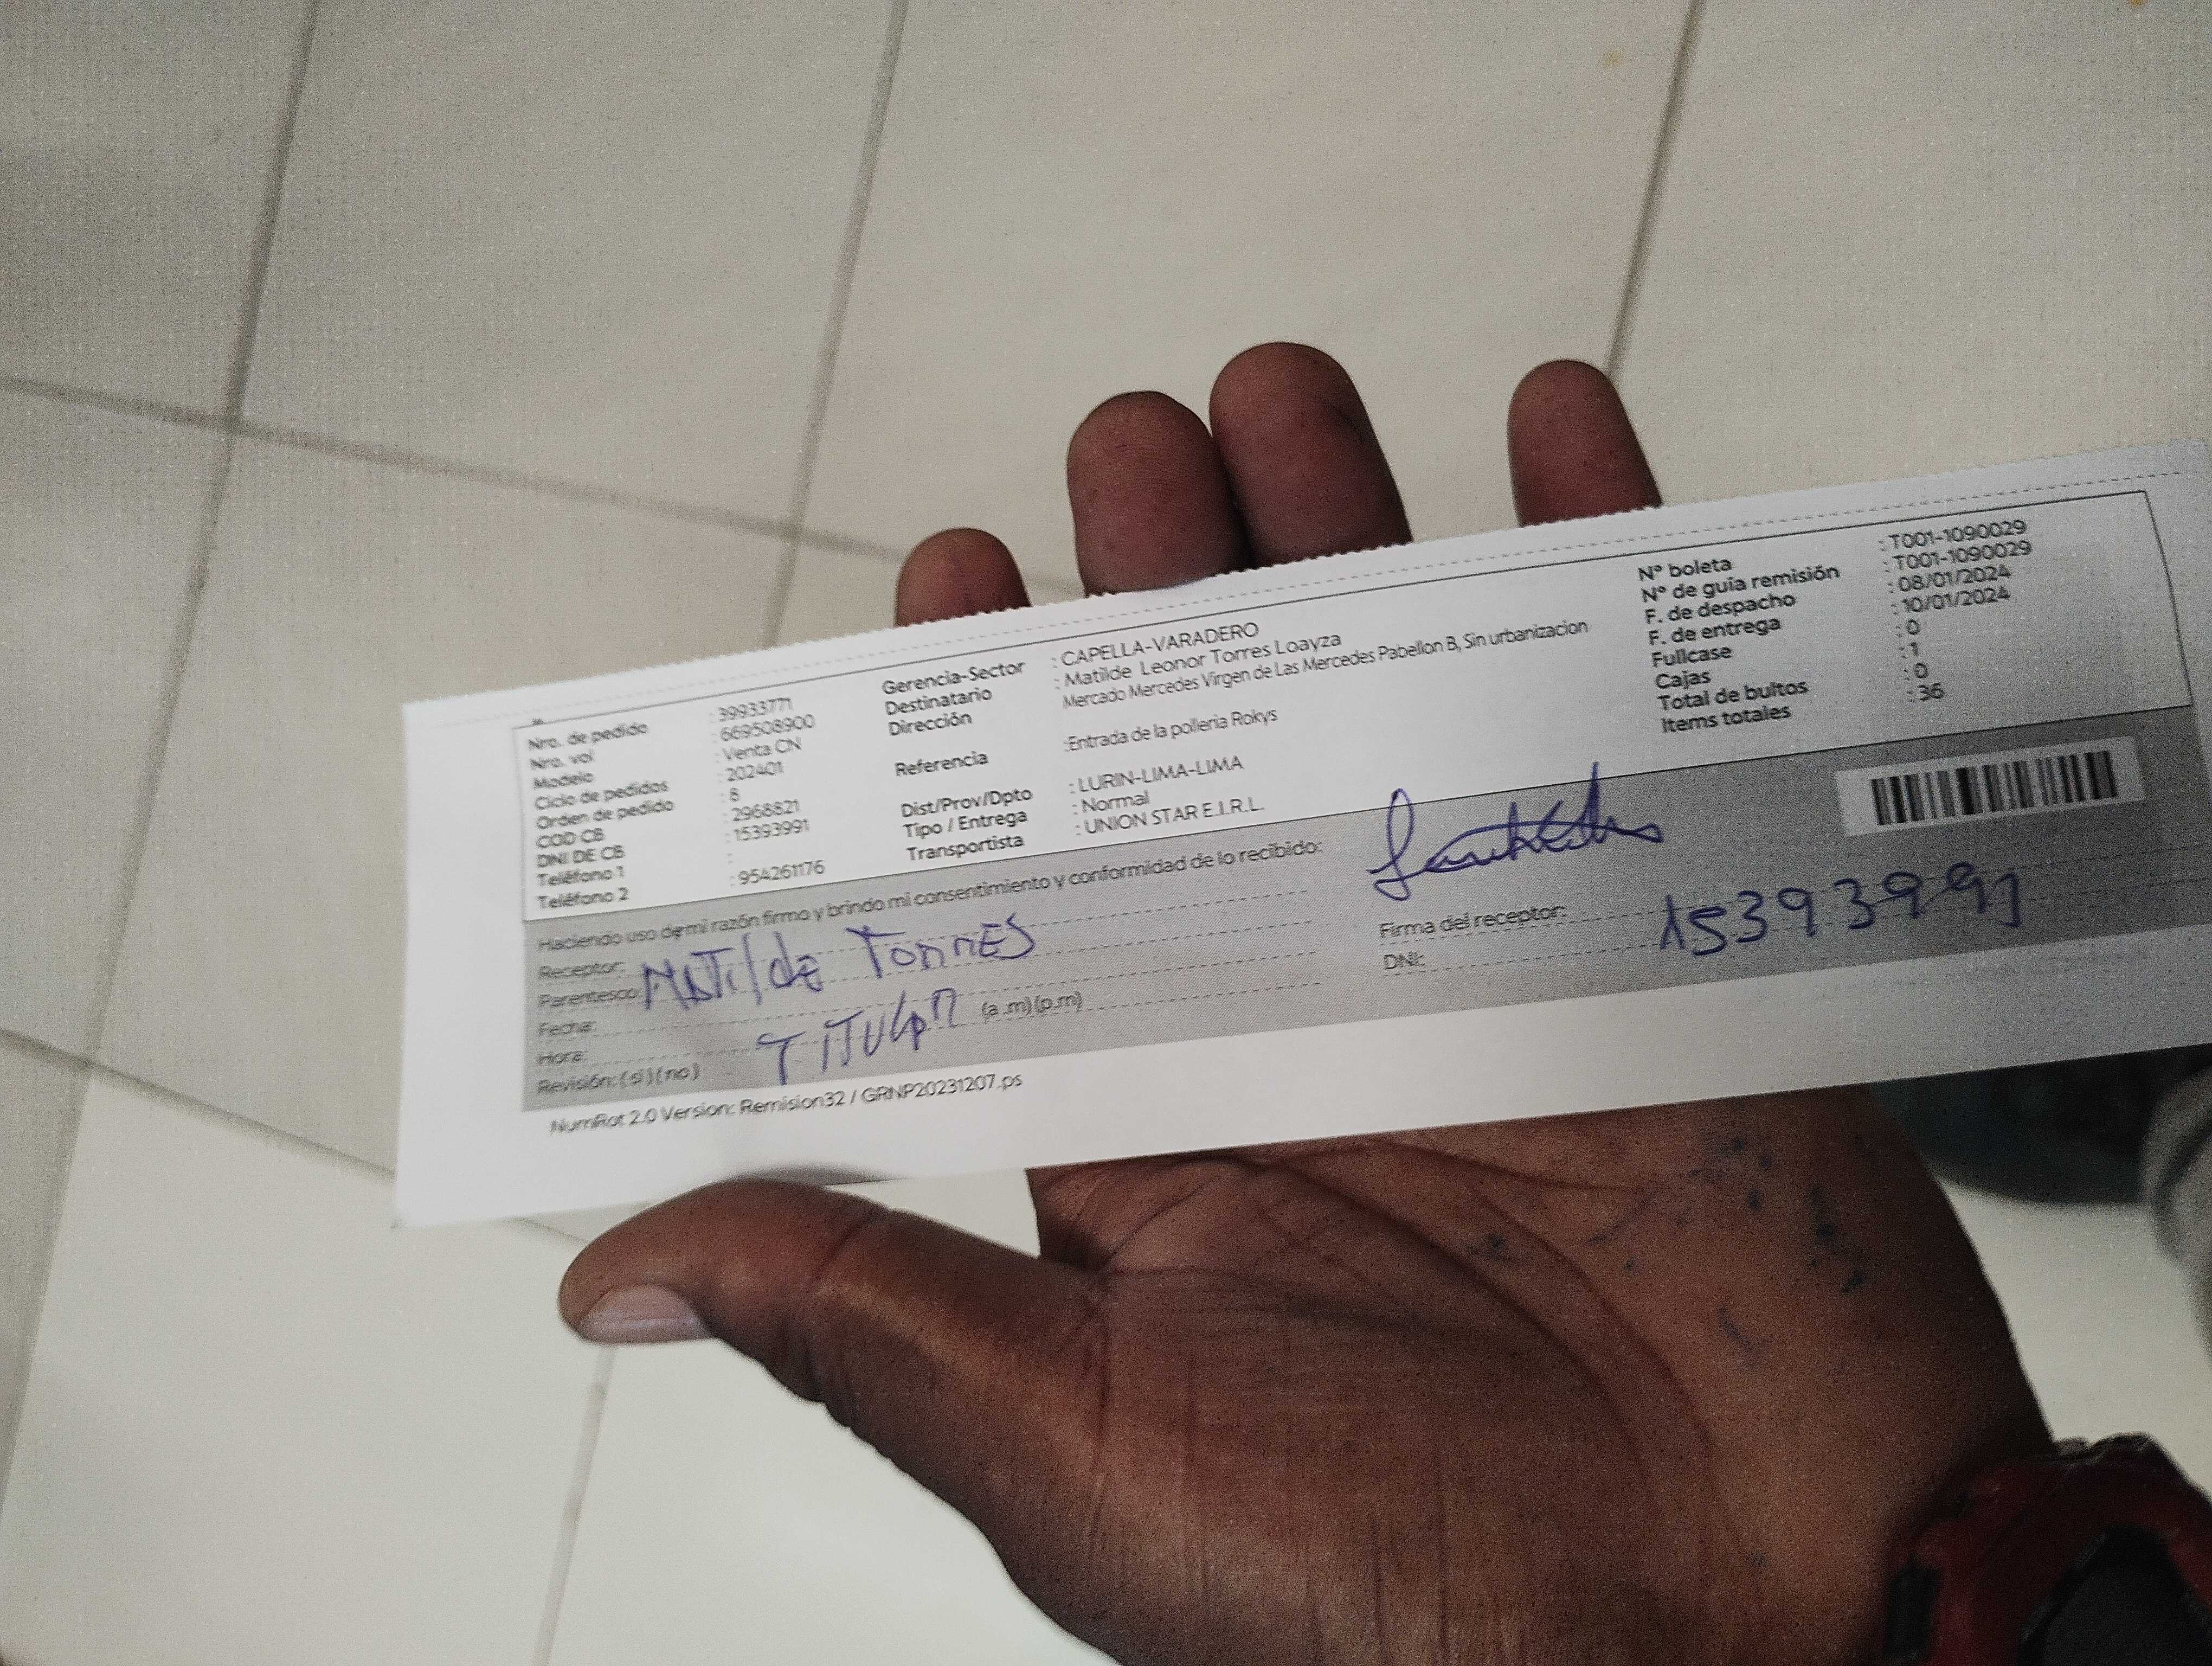 Nro. de pedido : 39933771
Nro. vol : 669508900
Modelo : Venta CN
Ciclo de pedidos : 202401
Orden de pedido : 8
COD CB : 2968821
DNI DE CB : 15393991
Teléfono 1 :
Teléfono 2 : 954261176
Gerencia-Sector : CAPELLA-VARADERO
Destinatario : Matilde Leonor Torres Loayza
Dirección Mercado Mercedes Virgen de Las Mercedes Pabellon B, Sin urbanizacion
Referencia :Entrada de la polleria Rokys
Dist/Prov/Dpto : LURIN-LIMA-LIMA
Tipo / Entrega : Normal
Transportista : UNION STAR E.I.R.L.
N° boleta : T001-1090029
N° de guía remisión : T001-1090029
F. de despacho : 08/01/2024
F. de entrega : 10/01/2024
Fullcase : 0
Cajas : 1
Total de bultos : 0
Items totales : 36
Haciendo uso de mi razón firmo y brindo mi consentimiento y conformidad de lo recibido:
Receptor: MATilde TORRES
Parentesco:
Fecha: TITULAR
Hora: (a .m) (p.m)
Revisión: ( si ) ( no )
Firma del receptor:
DNI: 15393991
NumRot 2.0 Version: Remision32 / GRNP20231207.ps